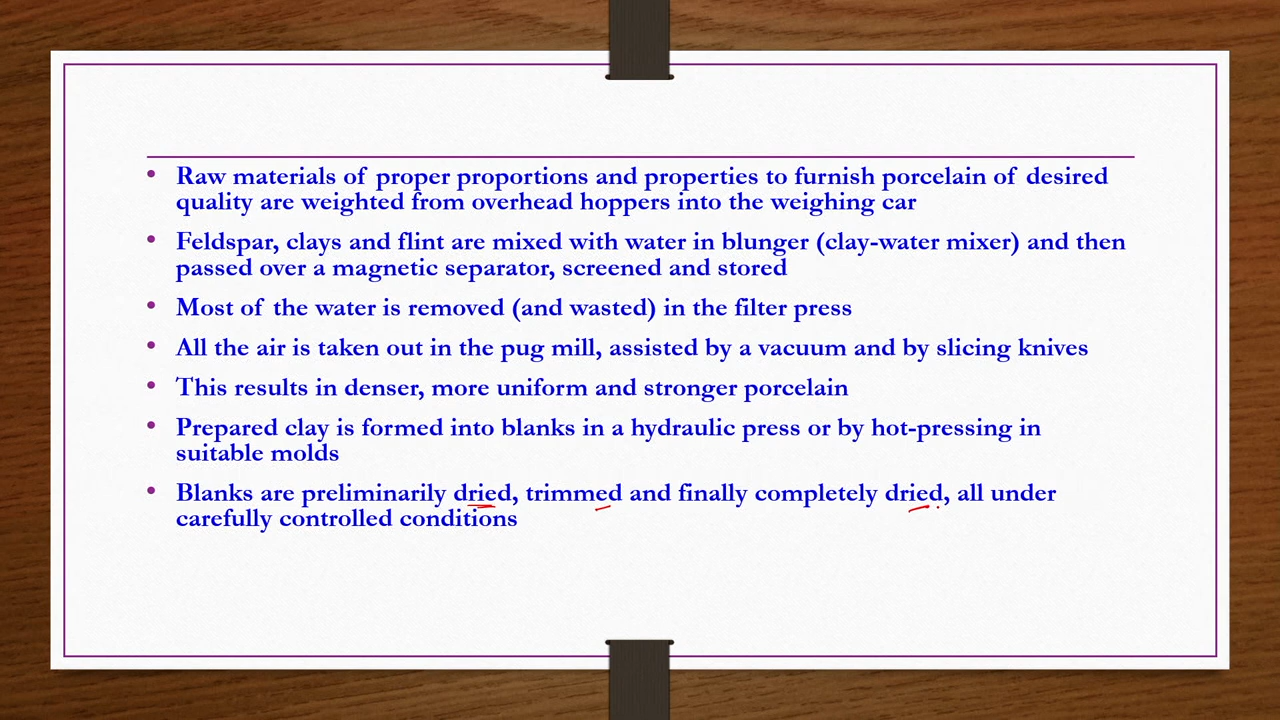 • Raw materials of proper proportions and properties to furnish porcelain of desired
quality are weighted from overhead hoppers into the weighing car
• Feldspar, clays and flint are mixed with water in blunger (clay-water mixer) and then
passed over a magnetic separator, screened and stored
• Most of the water is removed (and wasted) in the filter press
• All the air is taken out in the pug mill, assisted by a vacuum and by slicing knives
• This results in denser, more uniform and stronger porcelain
• Prepared clay is formed into blanks in a hydraulic press or by hot-pressing in
suitable molds
• Blanks are preliminarily dried, trimmed and finally completely dried, all under
carefully controlled conditions